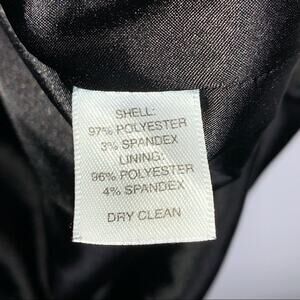 SHELL:
97% POLYESTER
3% SPANDEX
LINING:
96% POLYESTER
4% SPANDEX
DRY CLEAN